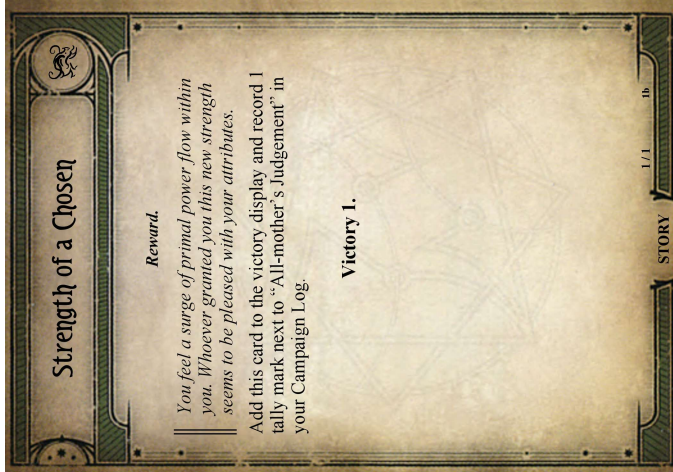 Strength of a Chosen
Reward.
You feel a surge of primal power flow within
you. Whoever granted you this new strength
seems to be pleased with your attributes.
Add this card to the victory display and record 1
tally mark next to “All-mother’s Judgement” in
your Campaign Log.
Victory 1.
STORY
1 / 1
1b